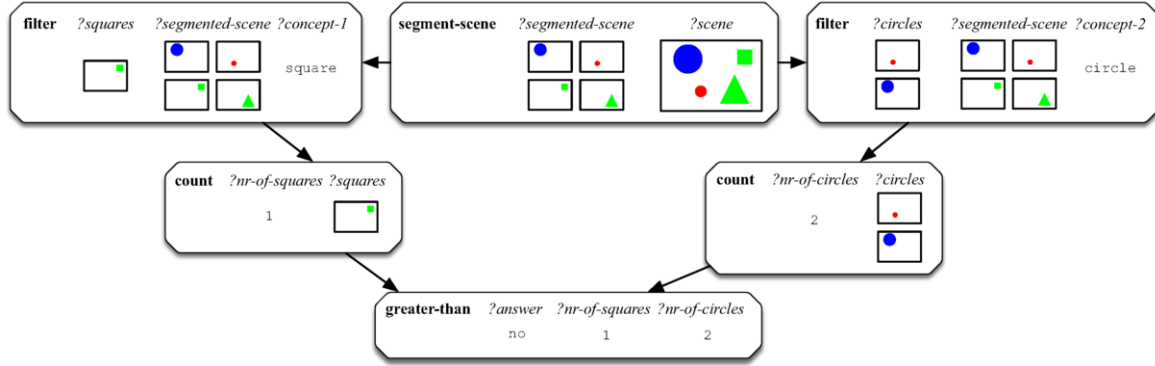 filter ?squares ?segmented-scene ?concept-1
square
segment-scene ?segmented-scene ?scene
filter ?circles ?segmented-scene ?concept-2
circle
count ?nr-of-squares ?squares
1
count ?nr-of-circles ?circles
2
greater-than ?answer ?nr-of-squares ?nr-of-circles
no 1 2